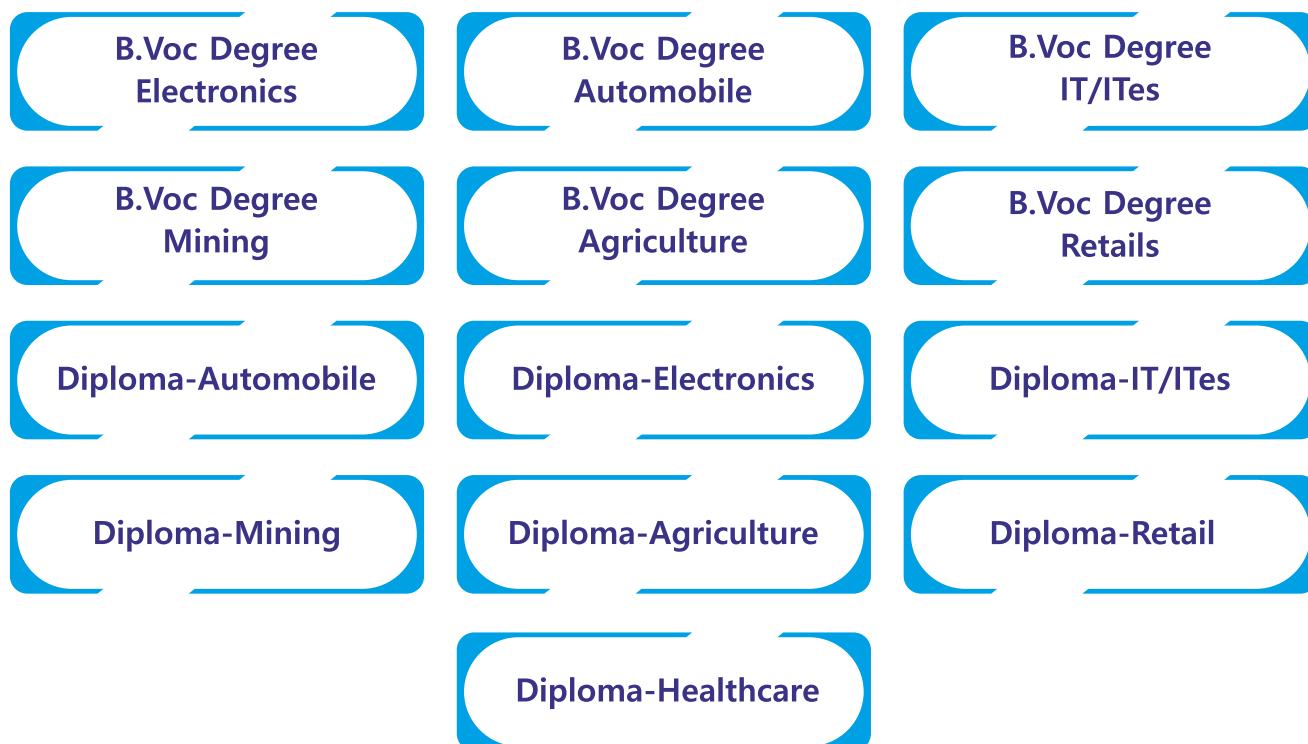 B.Voc Degree
Electronics
B.Voc Degree
Automobile
B.Voc Degree
IT/ITes
B.Voc Degree
Mining
B.Voc Degree
Agriculture
B.Voc Degree
Retails
Diploma-Automobile
Diploma-Electronics
Diploma-IT/ITes
Diploma-Mining
Diploma-Agriculture
Diploma-Retail
Diploma-Healthcare